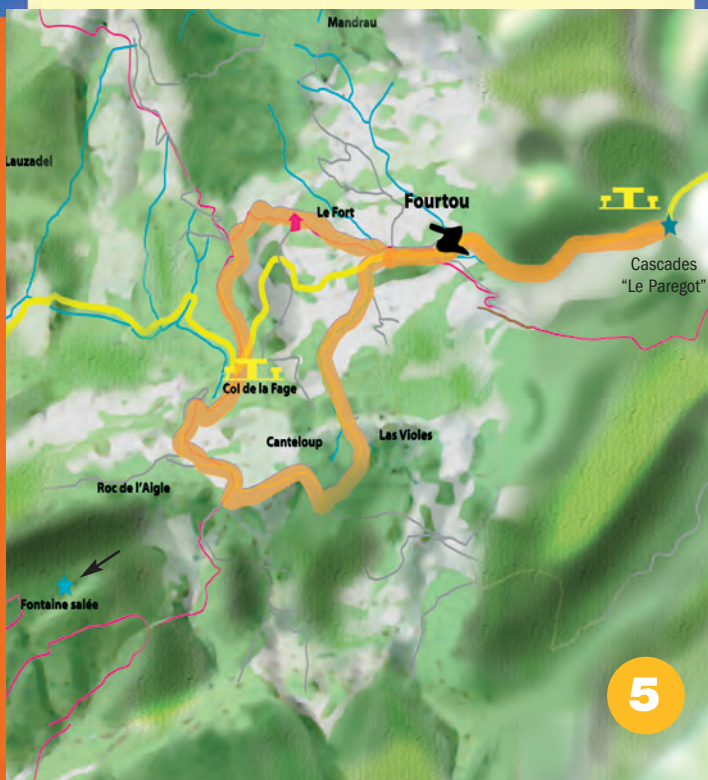 Mandrau
Lauzadel
Fourtou
Le Fort
Cascades
“Le Paregot”
Col de la Fage
Canteloup
Las Violes
Roc de l'Aigle
Fontaine salée
5